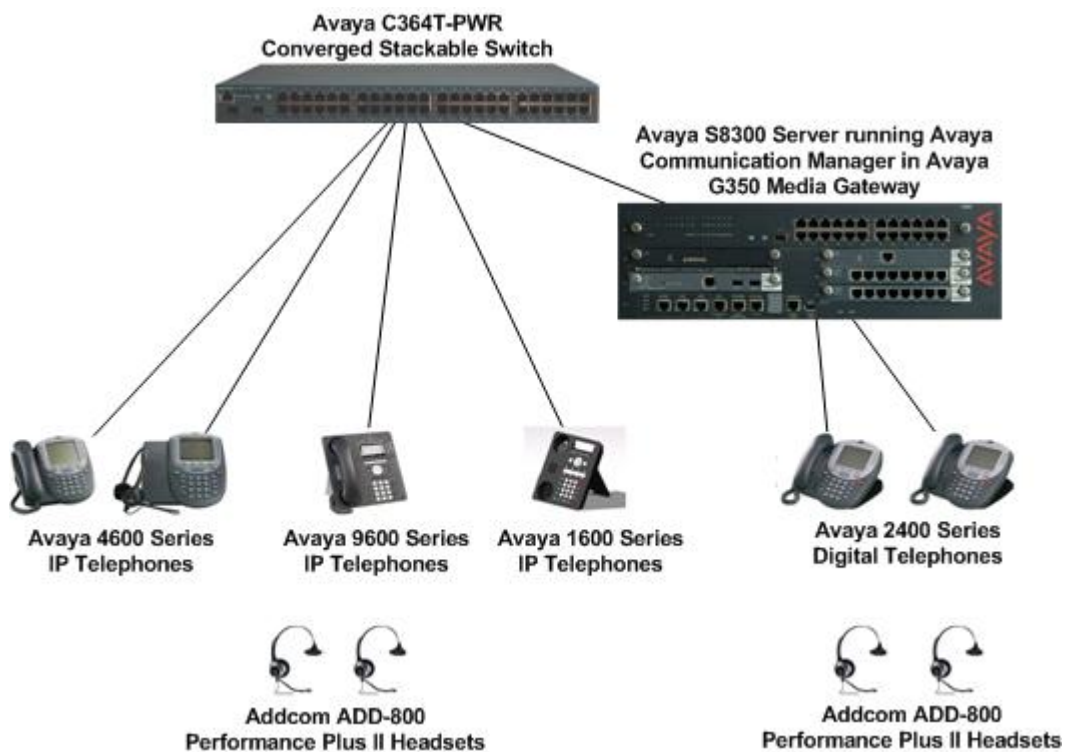 Avaya C364T-PWR
Converged Stackable Switch
Avaya S8300 Server running Avaya
Communication Manager in Avaya
G350 Media Gateway
AVAYA
Avaya 4600 Series
IP Telephones
Avaya 9600 Series
IP Telephones
Avaya 1600 Series
IP Telephones
Avaya 2400 Series
Digital Telephones
Addcom ADD-800
Performance Plus II Headsets
Addcom ADD-800
Performance Plus II Headsets